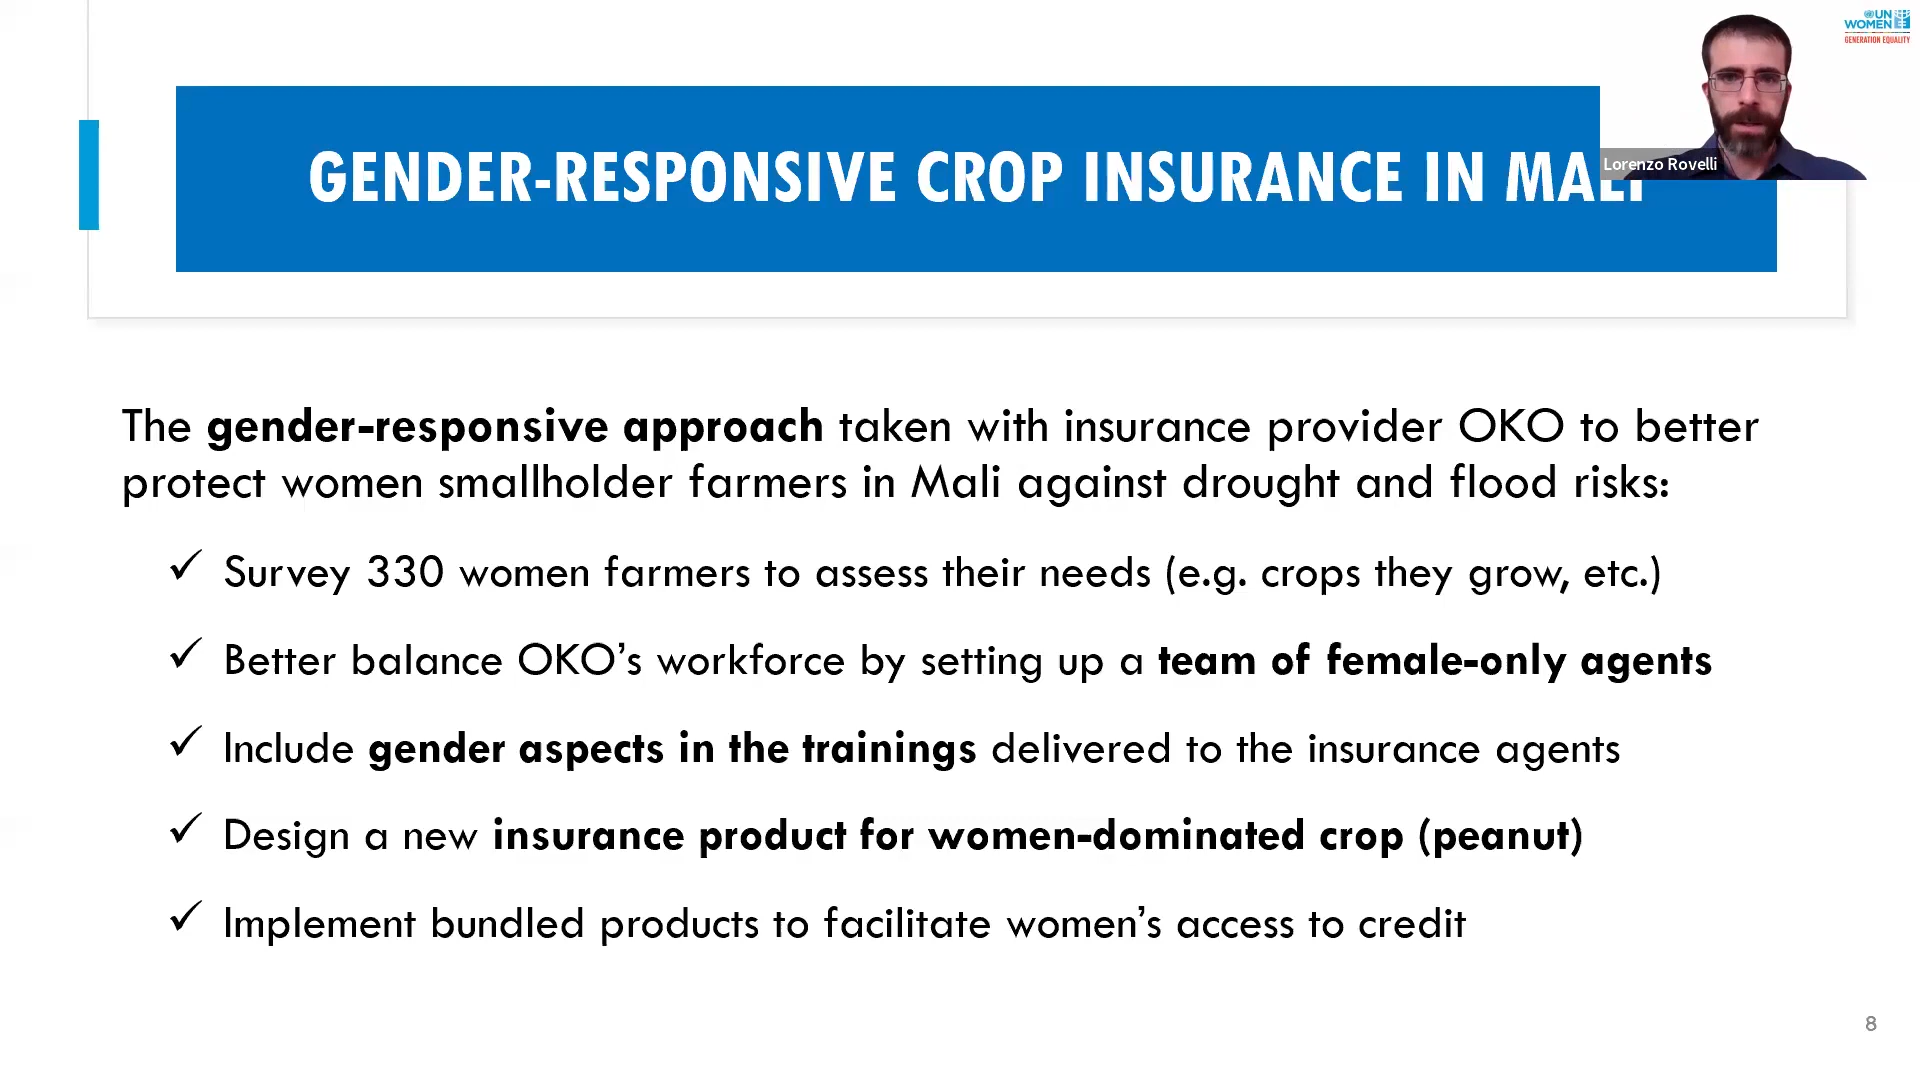 UN
WOMEN
GENERATION EQUALITY
GENDER-RESPONSIVE CROP INSURANCE IN MALI
Lorenzo Rovelli
The gender-responsive approach taken with insurance provider OKO to better
protect women smallholder farmers in Mali against drought and flood risks:
✓ Survey 330 women farmers to assess their needs (e.g. crops they grow, etc.)
✓ Better balance OKO’s workforce by setting up a team of female-only agents
✓ Include gender aspects in the trainings delivered to the insurance agents
✓ Design a new insurance product for women-dominated crop (peanut)
✓ Implement bundled products to facilitate women’s access to credit
8